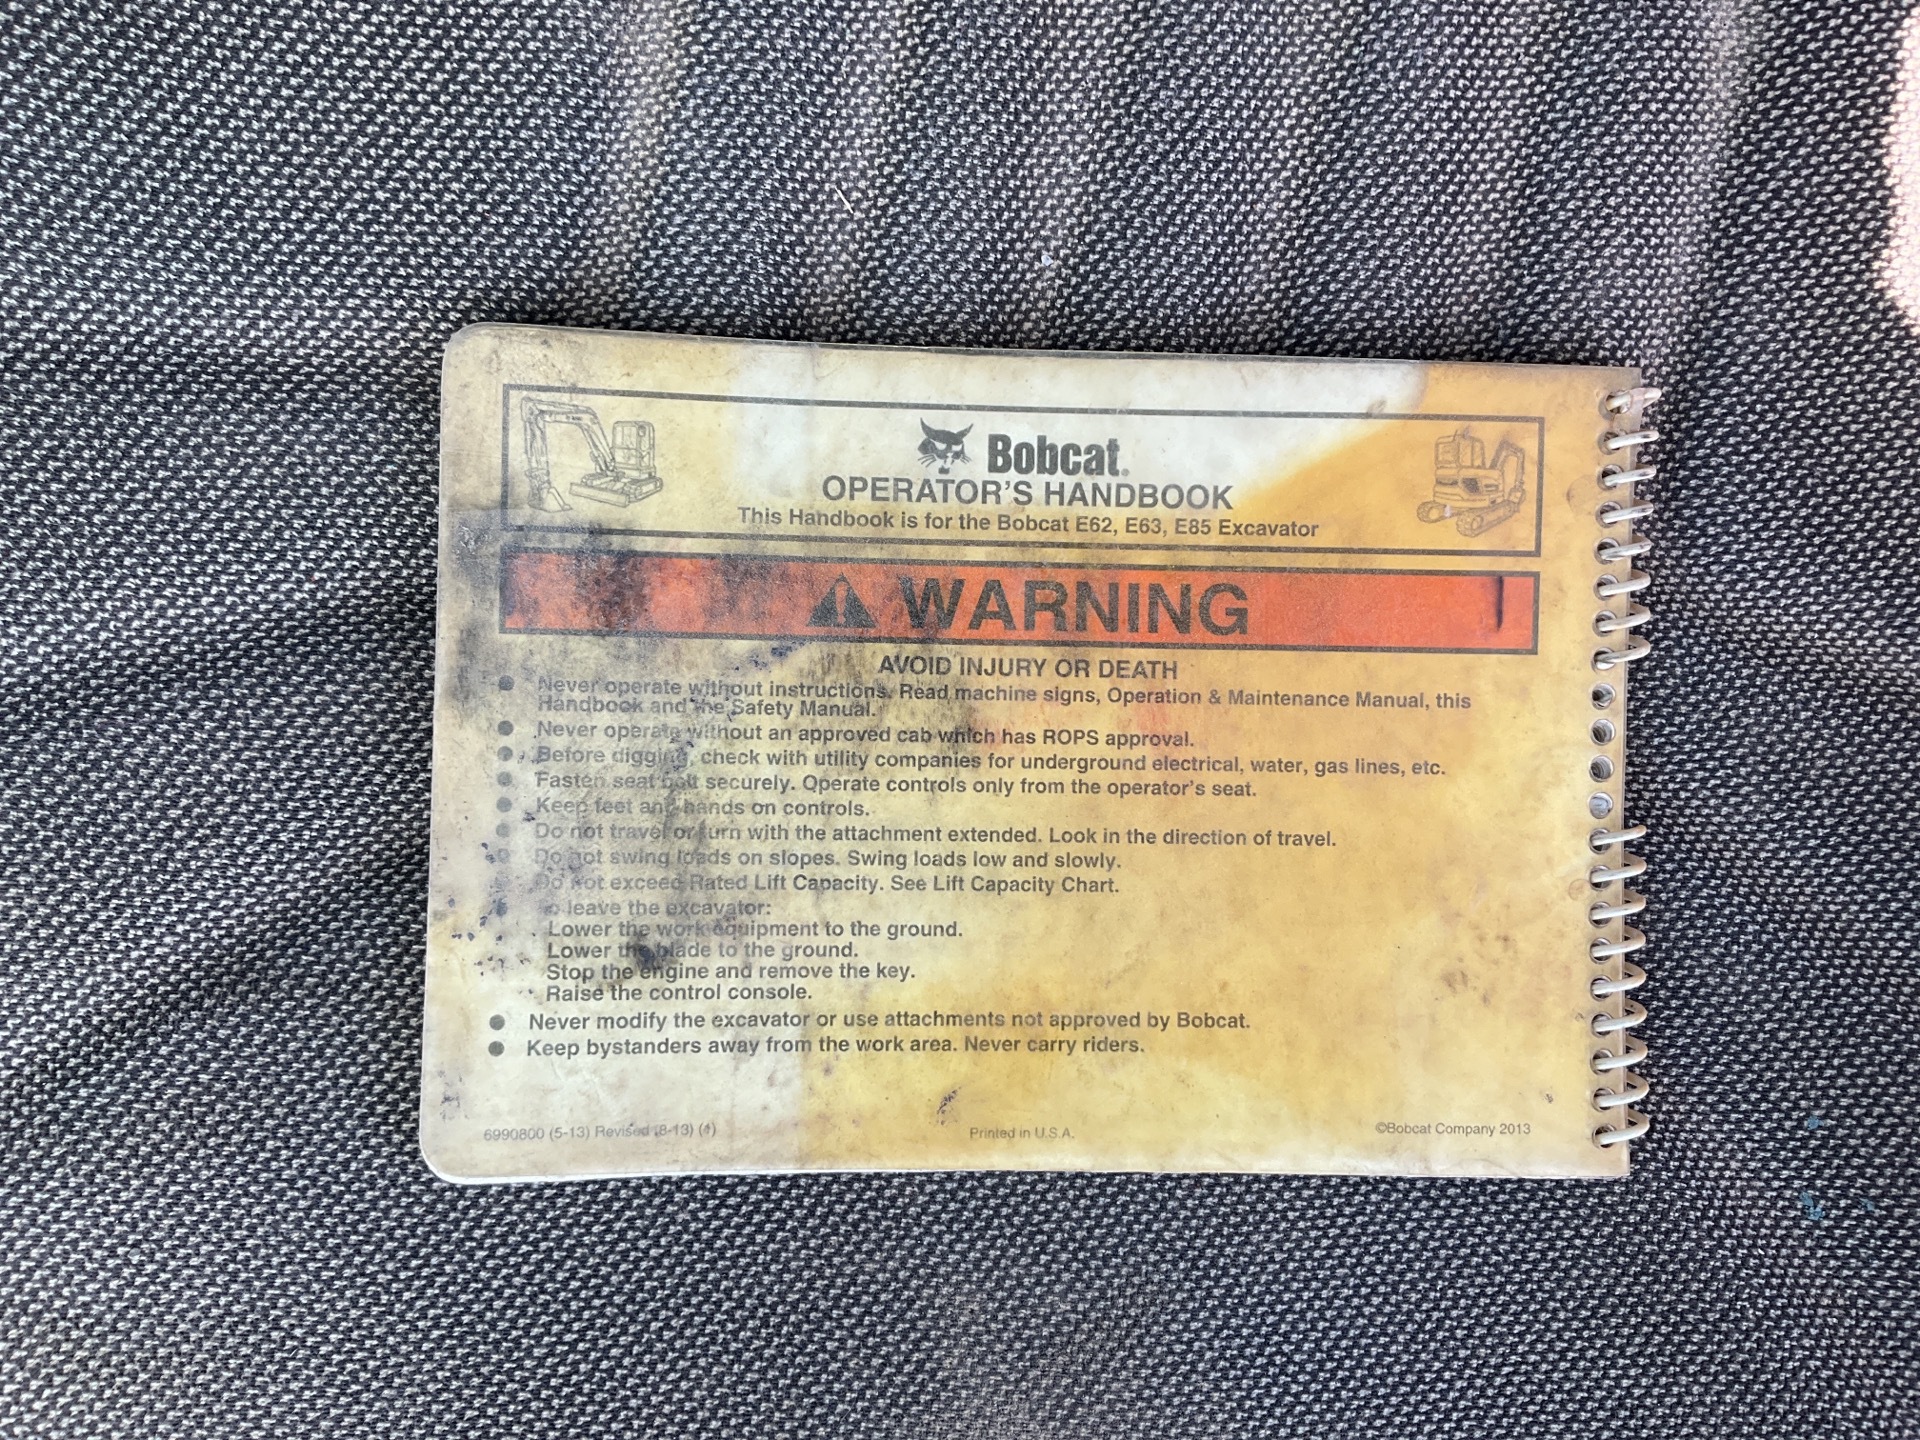 Bobcat.
OPERATOR'S HANDBOOK
This Handbook is for the Bobcat E62, E63, E85 Excavator
WARNING
AVOID INJURY OR DEATH
● Never operate without instructions. Read machine signs, Operation & Maintenance Manual, this
Handbook and the Safety Manual.
● Never operate without an approved cab which has ROPS approval.
● Before digging, check with utility companies for underground electrical, water, gas lines, etc.
● Fasten seat belt securely. Operate controls only from the operator's seat.
● Keep feet and hands on controls.
● Do not travel or turn with the attachment extended. Look in the direction of travel.
● Do not swing loads on slopes. Swing loads low and slowly.
● Do not exceed Rated Lift Capacity. See Lift Capacity Chart.
● To leave the excavator:
Lower the work equipment to the ground.
Lower the blade to the ground.
Stop the engine and remove the key.
Raise the control console.
● Never modify the excavator or use attachments not approved by Bobcat.
● Keep bystanders away from the work area. Never carry riders.
6990800 (5-13) Revised (8-13) (4) Printed in U.S.A. ©Bobcat Company 2013